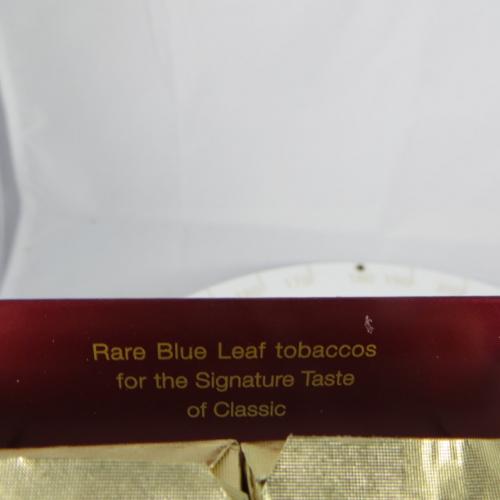 Rare Blue Leaf tobaccos
for the Signature Taste
of Classic